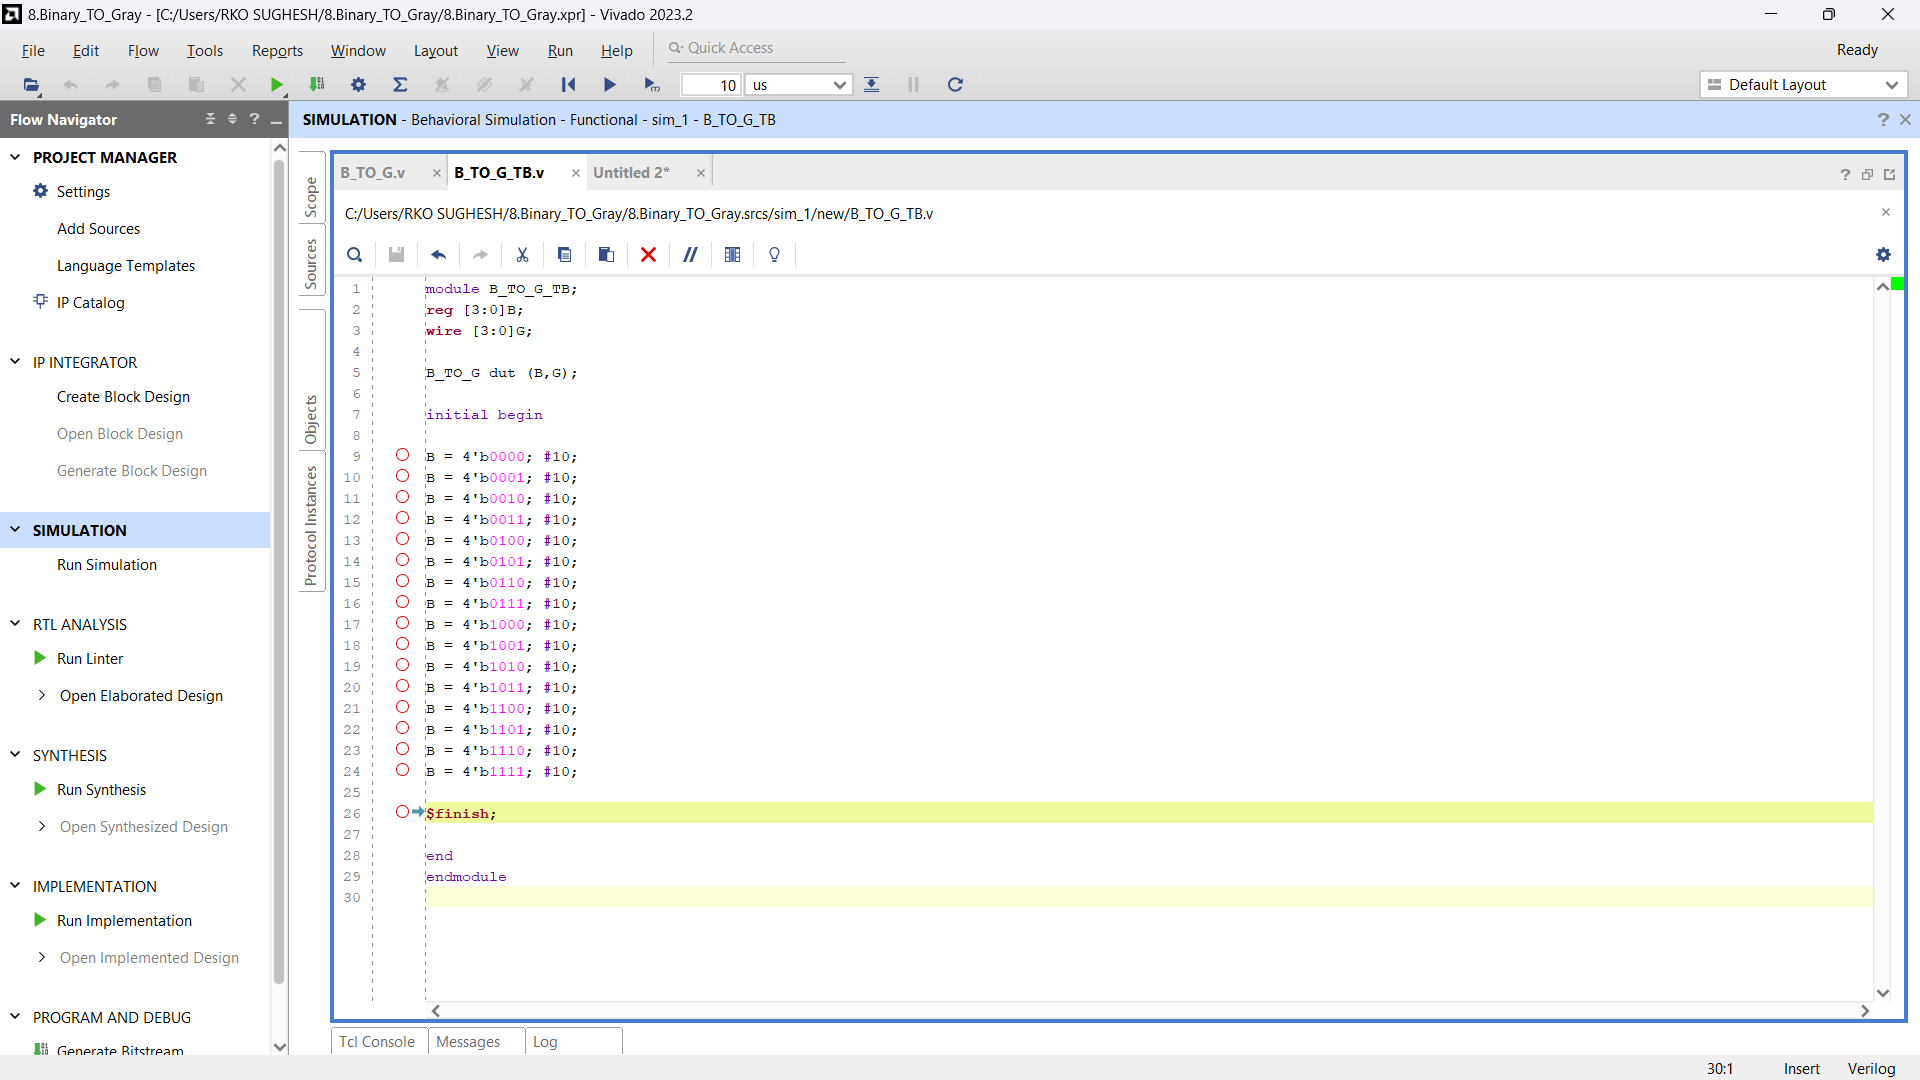 8.Binary_TO_Gray - [C:/Users/RKO SUGHESH/8.Binary_TO_Gray/8.Binary_TO_Gray.xpr] - Vivado 2023.2
File Edit Flow Tools Reports Window Layout View Run Help Quick Access Ready
10 us Default Layout
Flow Navigator
SIMULATION - Behavioral Simulation - Functional - sim_1 - B_TO_G_TB
PROJECT MANAGER
Settings
Add Sources
Language Templates
IP Catalog
IP INTEGRATOR
Create Block Design
Open Block Design
Generate Block Design
SIMULATION
Run Simulation
RTL ANALYSIS
Run Linter
Open Elaborated Design
SYNTHESIS
Run Synthesis
Open Synthesized Design
IMPLEMENTATION
Run Implementation
Open Implemented Design
PROGRAM AND DEBUG
Generate Bitstream
Scope
Sources
Objects
Protocol Instances
B_TO_G.v B_TO_G_TB.v Untitled 2*
C:/Users/RKO SUGHESH/8.Binary_TO_Gray/8.Binary_TO_Gray.srcs/sim_1/new/B_TO_G_TB.v
1 module B_TO_G_TB;
2 reg [3:0]B;
3 wire [3:0]G;
4
5 B_TO_G dut (B,G);
6
7 initial begin
8
9 B = 4'b0000; #10;
10 B = 4'b0001; #10;
11 B = 4'b0010; #10;
12 B = 4'b0011; #10;
13 B = 4'b0100; #10;
14 B = 4'b0101; #10;
15 B = 4'b0110; #10;
16 B = 4'b0111; #10;
17 B = 4'b1000; #10;
18 B = 4'b1001; #10;
19 B = 4'b1010; #10;
20 B = 4'b1011; #10;
21 B = 4'b1100; #10;
22 B = 4'b1101; #10;
23 B = 4'b1110; #10;
24 B = 4'b1111; #10;
25
26 $finish;
27
28 end
29 endmodule
30
Tcl Console Messages Log
30:1 Insert Verilog